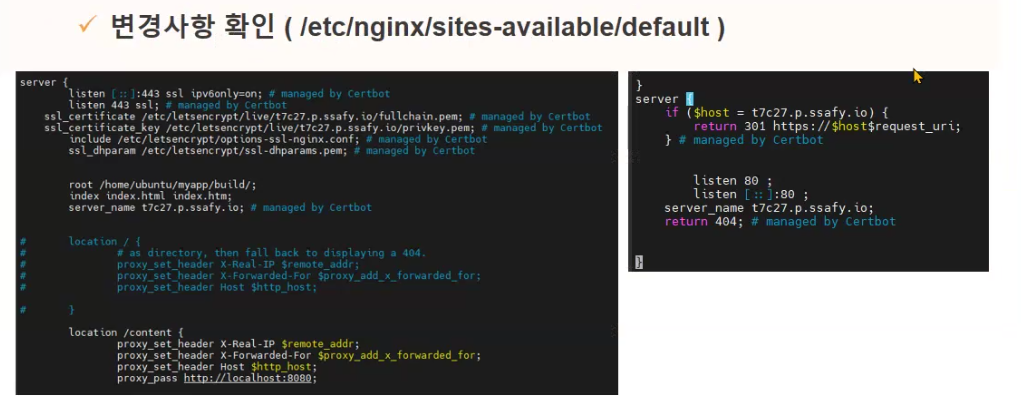 ✓ 변경사항 확인 ( /etc/nginx/sites-available/default )
server {
listen [::]:443 ssl ipv6only=on; # managed by Certbot
listen 443 ssl; # managed by Certbot
ssl_certificate /etc/letsencrypt/live/t7c27.p.ssafy.io/fullchain.pem; # managed by Certbot
ssl_certificate_key /etc/letsencrypt/live/t7c27.p.ssafy.io/privkey.pem; # managed by Certbot
include /etc/letsencrypt/options-ssl-nginx.conf; # managed by Certbot
ssl_dhparam /etc/letsencrypt/ssl-dhparams.pem; # managed by Certbot
root /home/ubuntu/myapp/build/;
index index.html index.htm;
server_name t7c27.p.ssafy.io; # managed by Certbot
# location / {
# # as directory, then fall back to displaying a 404.
# proxy_set_header X-Real-IP $remote_addr;
# proxy_set_header X-Forwarded-For $proxy_add_x_forwarded_for;
# proxy_set_header Host $http_host;
# }
location /content {
proxy_set_header X-Real-IP $remote_addr;
proxy_set_header X-Forwarded-For $proxy_add_x_forwarded_for;
proxy_set_header Host $http_host;
proxy_pass http://localhost:8080;
}
server {
if ($host = t7c27.p.ssafy.io) {
return 301 https://$host$request_uri;
} # managed by Certbot
listen 80 ;
listen [::]:80 ;
server_name t7c27.p.ssafy.io;
return 404; # managed by Certbot
}